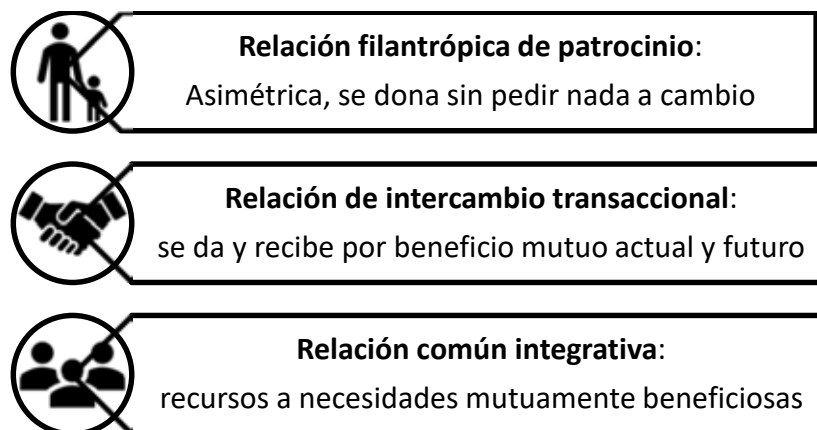 Relación filantrópica de patrocinio:
Asimétrica, se dona sin pedir nada a cambio
Relación de intercambio transaccional:
se da y recibe por beneficio mutuo actual y futuro
Relación común integrativa:
recursos a necesidades mutuamente beneficiosas